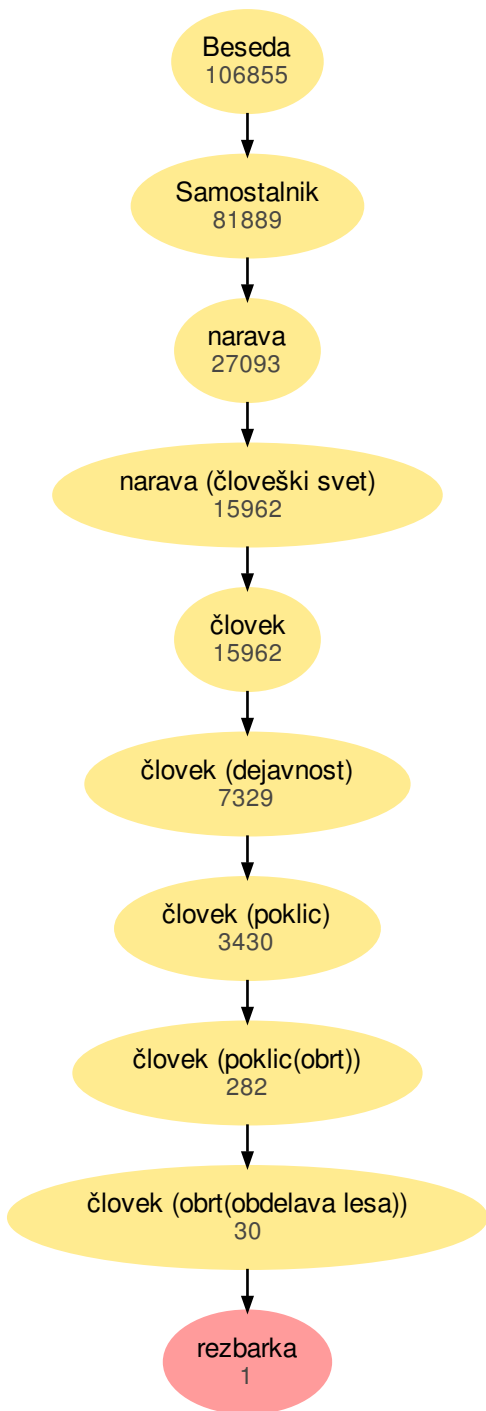 Beseda
106855
Samostalnik
81889
narava
27093
narava (človeški svet)
15962
človek
15962
človek (dejavnost)
7329
človek (poklic)
3430
človek (poklic(obrt))
282
človek (obrt(obdelava lesa))
30
rezbarka
1